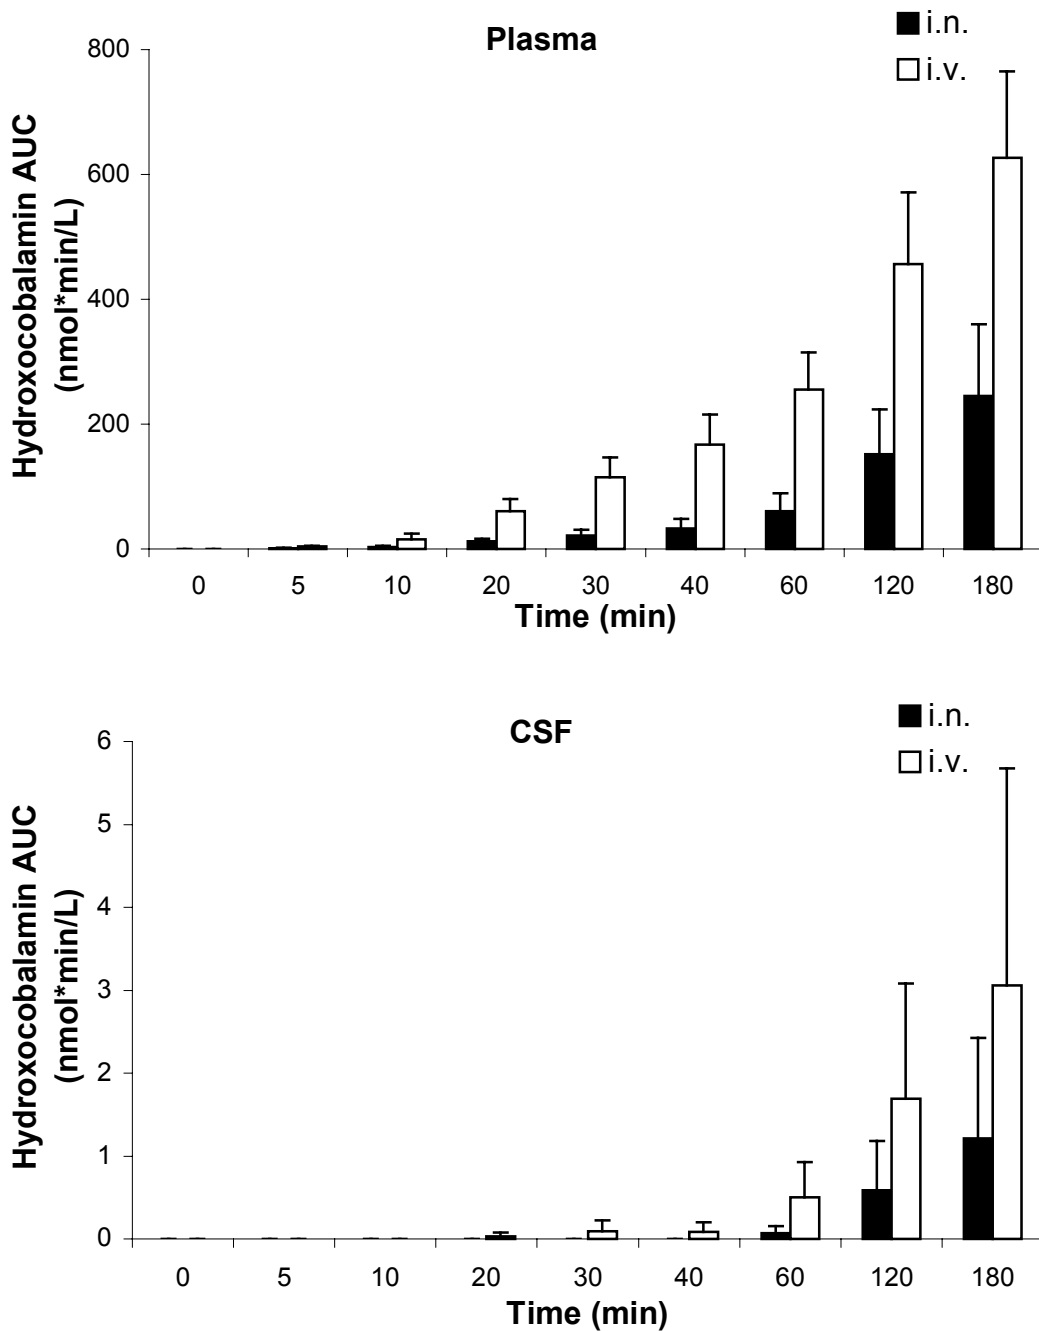 Plasma
i.n.
i.v.
Hydroxocobalamin AUC
(nmol*min/L)
800
600
400
200
0
0 5 10 20 30 40 60 120 180
Time (min)
CSF
i.n.
i.v.
Hydroxocobalamin AUC
(nmol*min/L)
6
5
4
3
2
1
0
0 5 10 20 30 40 60 120 180
Time (min)